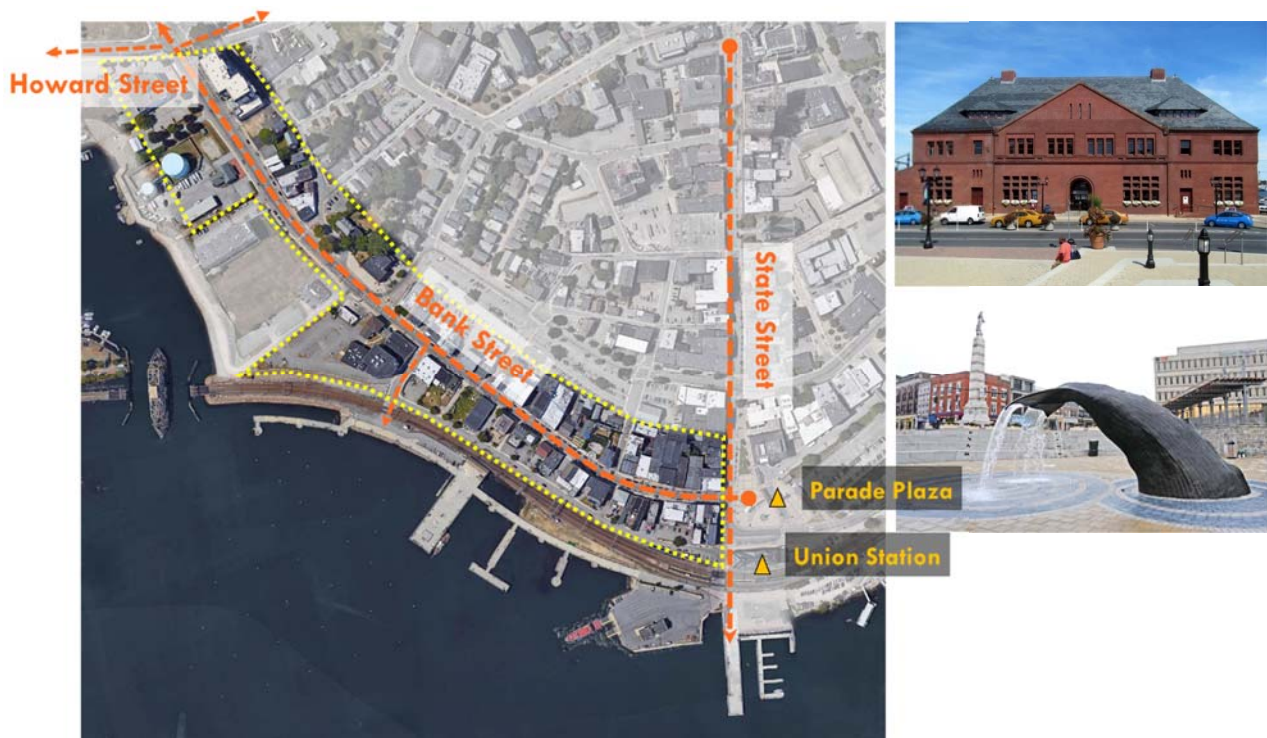 Howard Street
Bank Street
State Street
Parade Plaza
Union Station